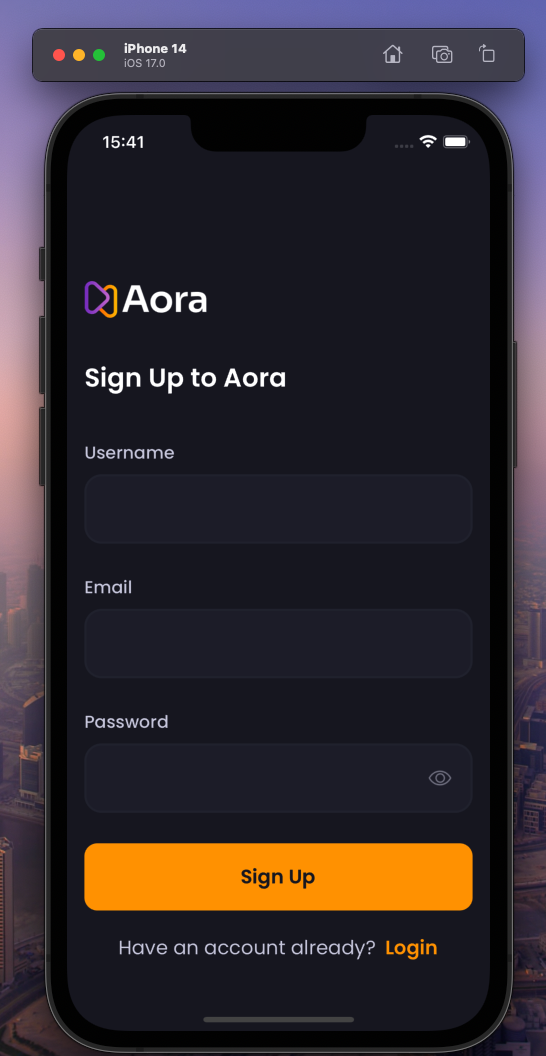 iPhone 14
iOS 17.0
15:41
Aora
Sign Up to Aora
Username
Email
Password
Sign Up
Have an account already? Login